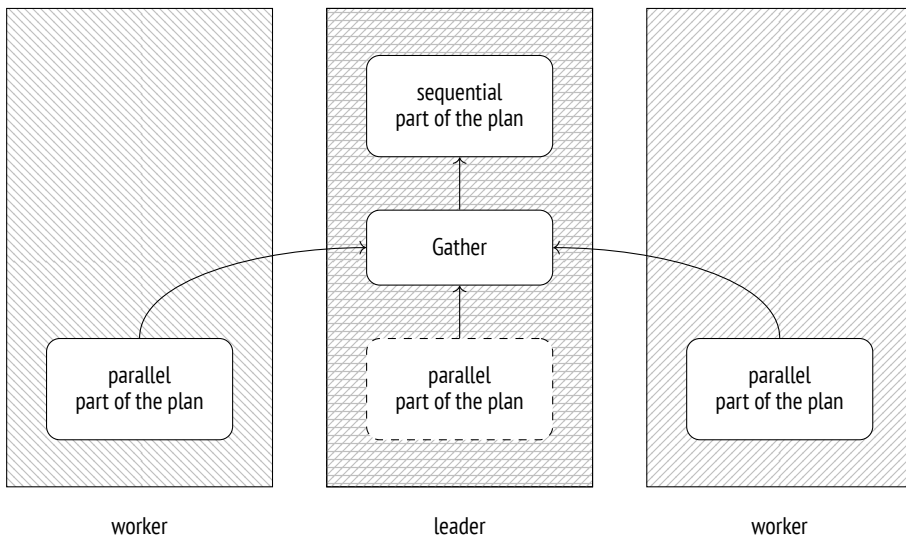 sequential
part of the plan
Gather
parallel
part of the plan
parallel
part of the plan
parallel
part of the plan
worker
leader
worker